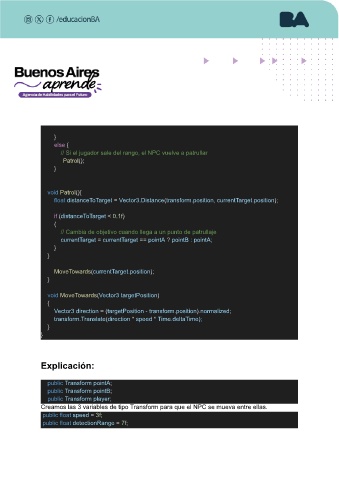 /educacionBA
BA
Buenos Aires
aprende
Agencia de Habilidades para el Futuro
}
else {
// Si el jugador sale del rango, el NPC vuelve a patrullar
Patrol();
}
void Patrol(){
float distanceToTarget = Vector3.Distance(transform.position, currentTarget.position);
if (distanceToTarget < 0.1f)
{
// Cambia de objetivo cuando llega a un punto de patrullaje
currentTarget = currentTarget == pointA ? pointB : pointA;
}
}
MoveTowards(currentTarget.position);
}
void MoveTowards(Vector3 targetPosition)
{
Vector3 direction = (targetPosition - transform.position).normalized;
transform.Translate(direction * speed * Time.deltaTime);
}
}
Explicación:
public Transform pointA;
public Transform pointB;
public Transform player;
Creamos las 3 variables de tipo Transform para que el NPC se mueva entre ellas.
public float speed = 3f;
public float detectionRange = 7f;